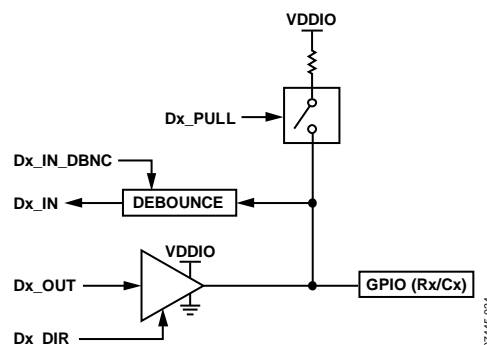 VDDIO
Dx_PULL
Dx_IN_DBNC
Dx_IN
DEBOUNCE
VDDIO
Dx_OUT
GPIO (Rx/Cx)
Dx_DIR